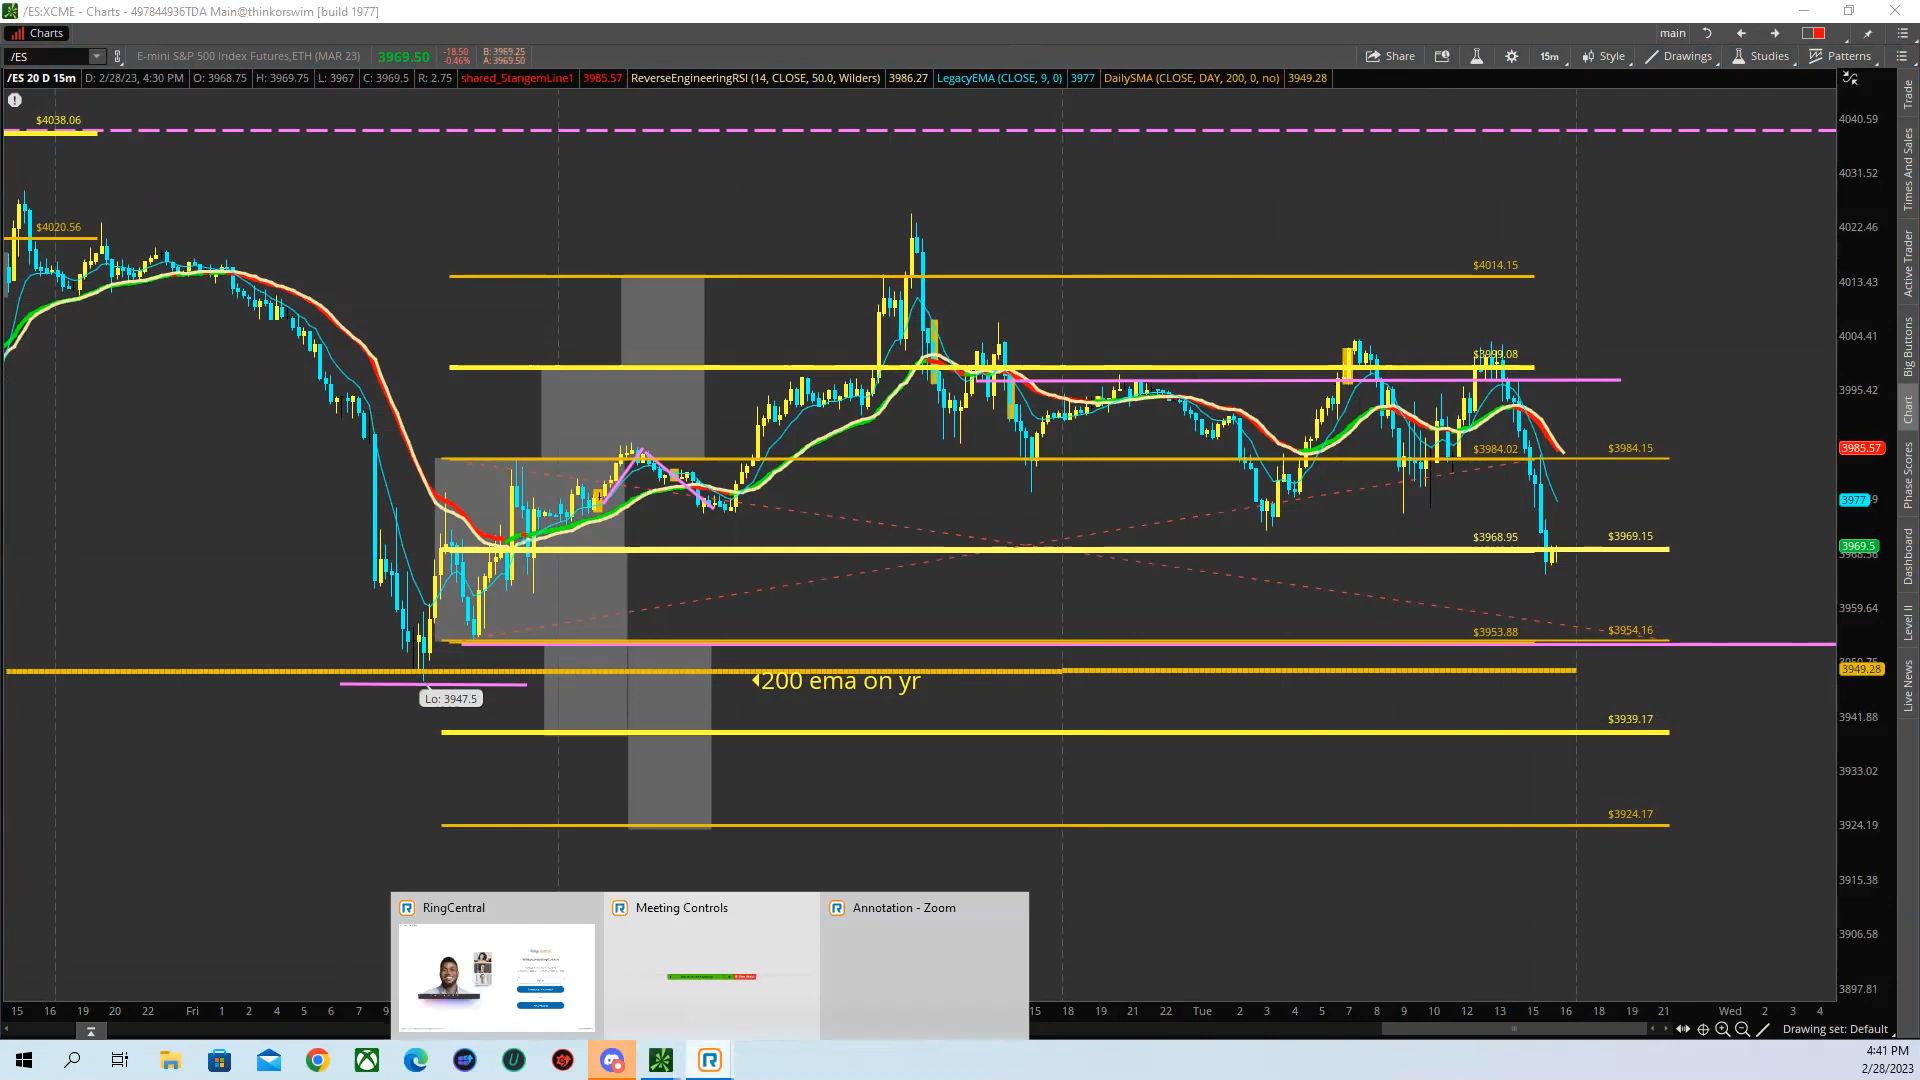 /ES:XCME - Charts - 497844936TDA Main@thinkorswim [build 1977]
Charts
main
/ES
E-mini S&P 500 Index Futures,ETH (MAR 23)
3969.50
-18.50
-0.46%
B: 3969.25
A: 3969.50
Share
15m
Style
Drawings
Studies
Patterns
/ES 20 D 15m
D: 2/28/23, 4:30 PM
O: 3968.75
H: 3969.75
L: 3967
C: 3969.5
R: 2.75
shared_StangemLine1
3985.57
ReverseEngineeringRSI (14, CLOSE, 50.0, Wilders)
3986.27
LegacyEMA (CLOSE, 9, 0)
3977
DailySMA (CLOSE, DAY, 200, 0, no)
3949.28
$4038.06
$4020.56
$4014.15
$3999.08
$3984.02
$3984.15
$3968.95
$3969.15
$3953.88
$3954.16
200 ema on yr
Lo: 3947.5
$3939.17
$3924.17
4040.59
4031.52
4022.46
4013.43
4004.41
3995.42
3985.57
3977
3969.5
3959.64
3949.28
3941.88
3933.02
3924.19
3915.38
3906.58
3897.81
Trade
Times And Sales
Active Trader
Big Buttons
Chart
Phase Scores
Dashboard
Level II
Live News
RingCentral
Meeting Controls
Annotation - Zoom
15 16 19 20 22 Fri 1 2 4 5 6 7 9
15 18 19 21 22 Tue 2 3 4 5 6 7 8 9 10 11 12 13 15 16 18 19 21 Wed 2 3 4
Drawing set: Default
4:41 PM
2/28/2023